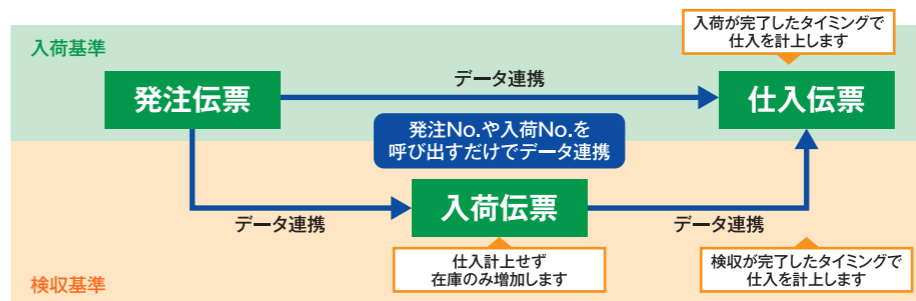 入荷が完了したタイミングで
仕入を計上します
入荷基準
発注伝票
データ連携
仕入伝票
発注No.や入荷No.を
呼び出すだけでデータ連携
入荷伝票
データ連携
データ連携
仕入計上せず
在庫のみ増加します
検収が完了したタイミングで
仕入を計上します
検収基準